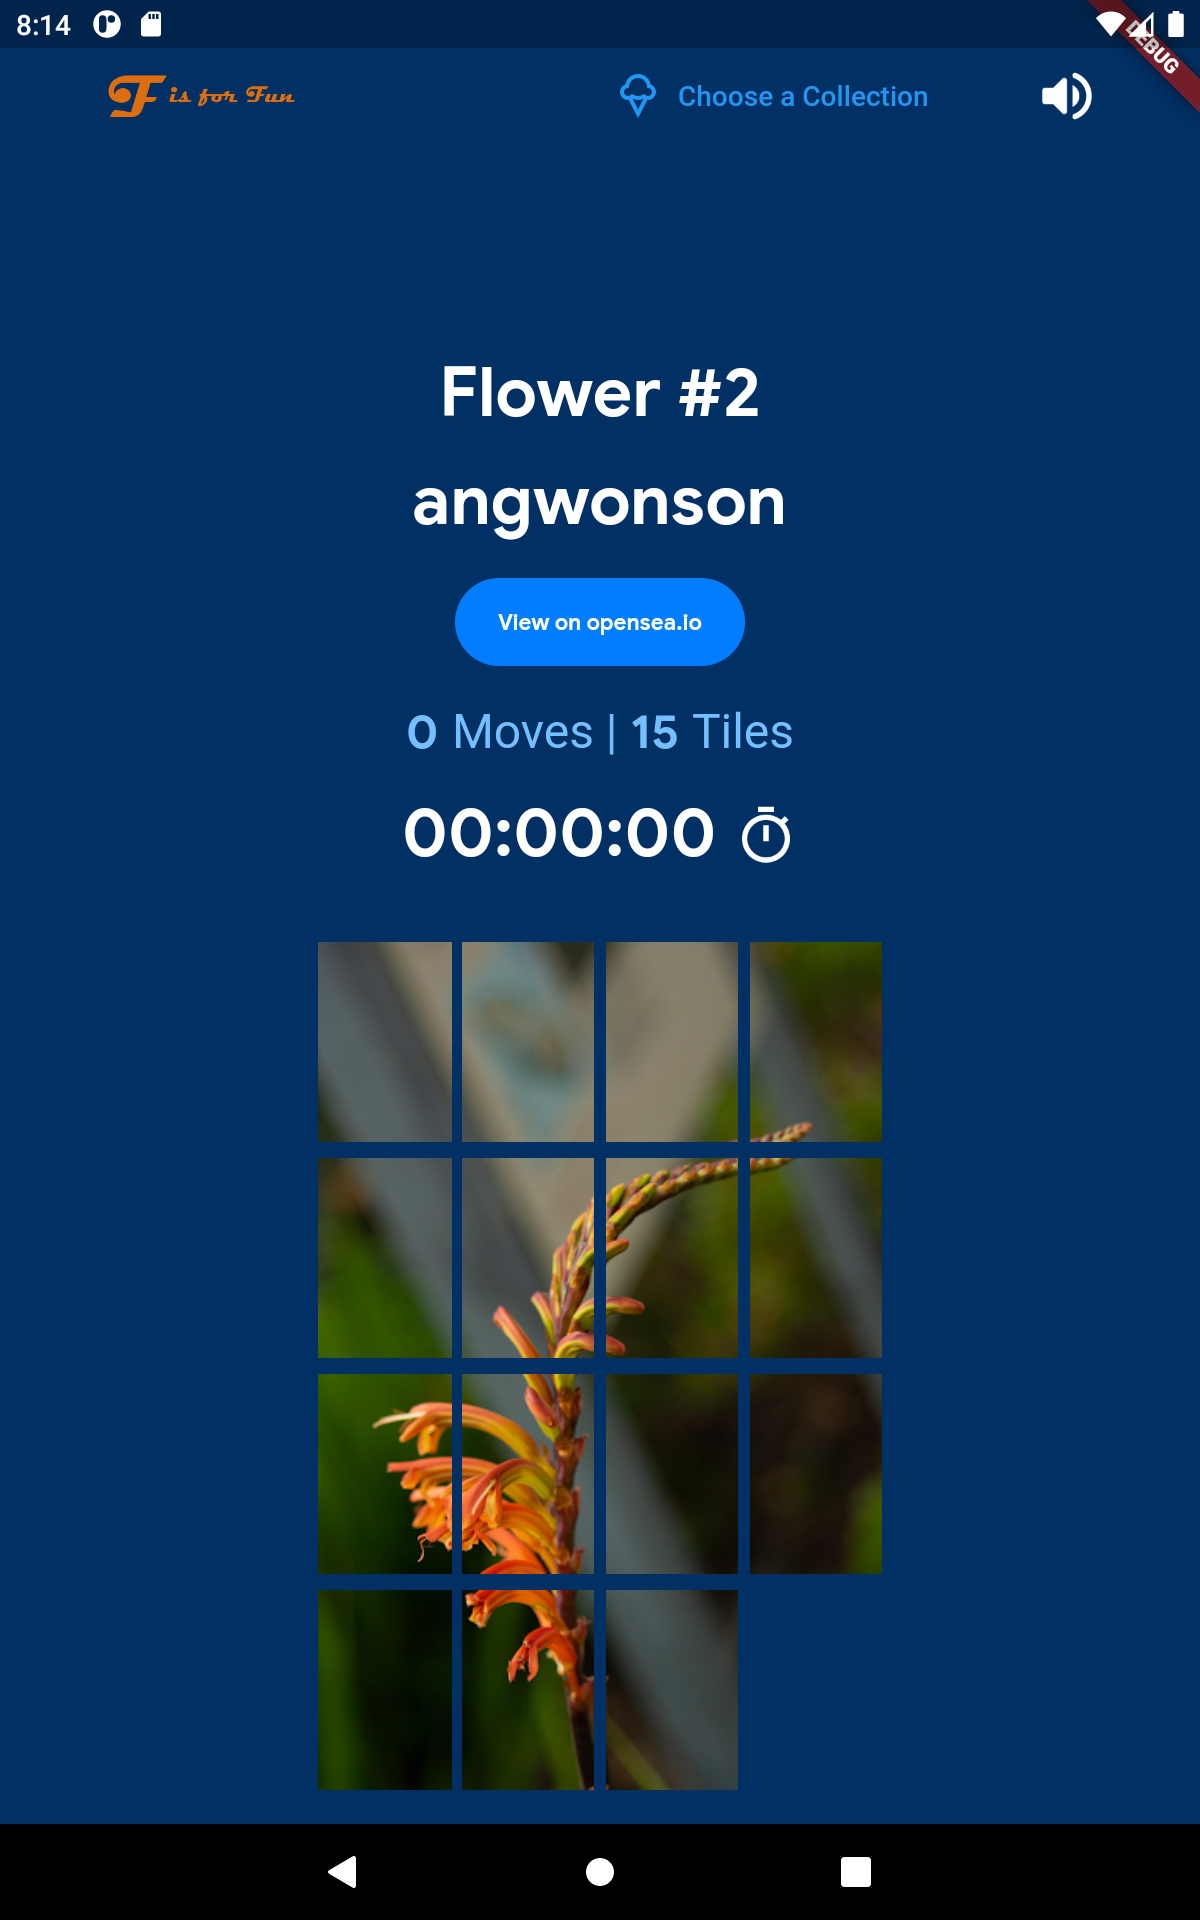 8:14
DEBUG
F is for Fun
Choose a Collection
Flower #2
angwonson
View on opensea.io
0 Moves | 15 Tiles
00:00:00